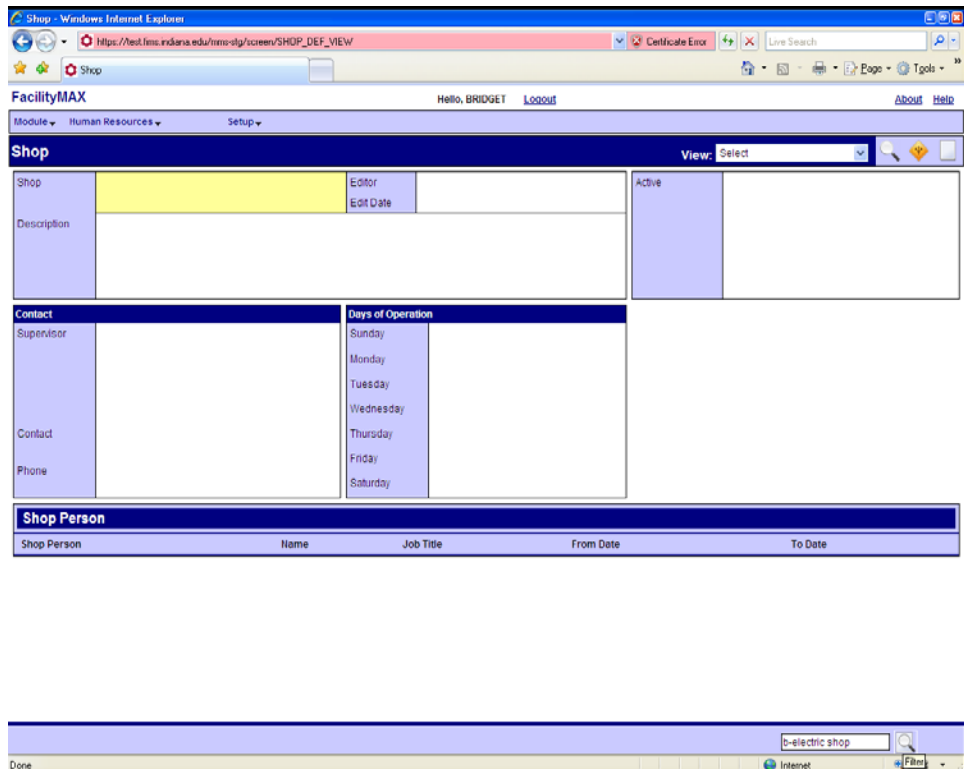 Shop - Windows Internet Explorer
https://test.fms.indiana.edu/mms-stg/screen/SHOP_DEF_VIEW Certificate Error Live Search
Shop Page Tools
FacilityMAX Hello, BRIDGET Logout About Help
Module Human Resources Setup
Shop View: Select
Shop Editor Active
Edit Date
Description
Contact Days of Operation
Supervisor Sunday
Monday
Tuesday
Wednesday
Contact Thursday
Friday
Phone
Saturday
Shop Person
Shop Person Name Job Title From Date To Date
b-electric shop
Done Internet Filter